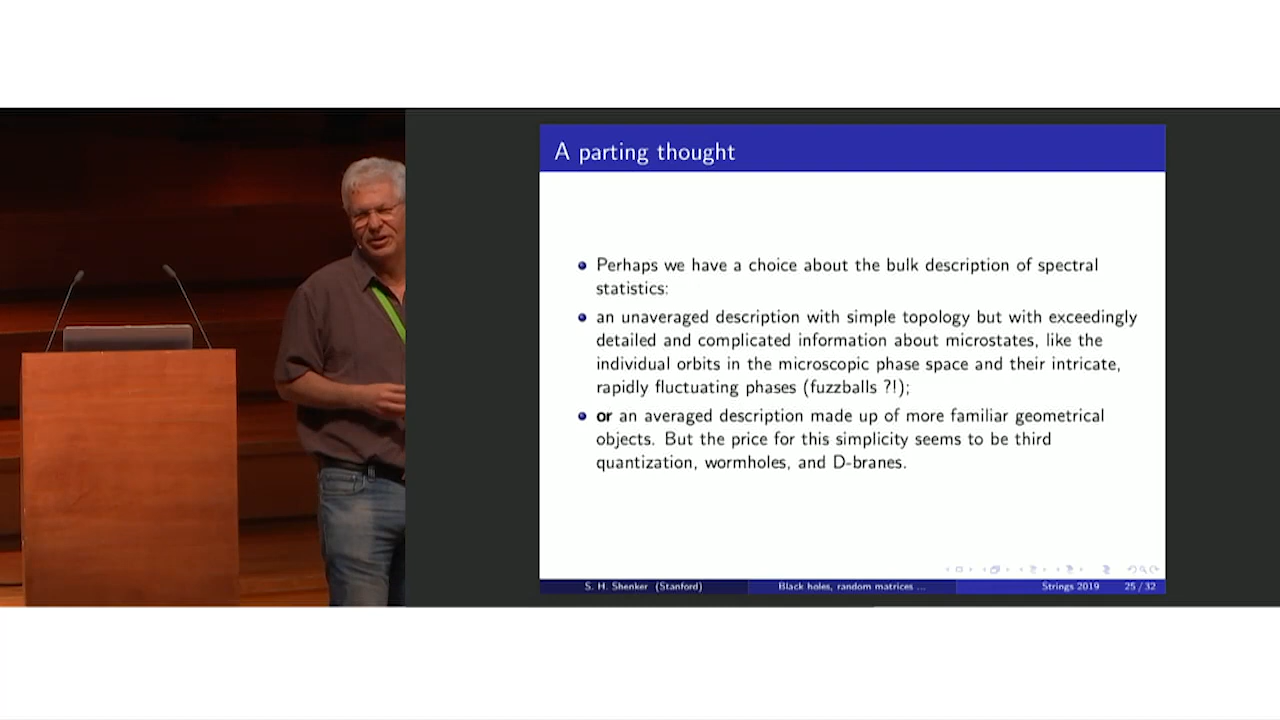 A parting thought
Perhaps we have a choice about the bulk description of spectral
statistics:
an unaveraged description with simple topology but with exceedingly
detailed and complicated information about microstates, like the
individual orbits in the microscopic phase space and their intricate,
rapidly fluctuating phases (fuzzballs ?!);
or an averaged description made up of more familiar geometrical
objects. But the price for this simplicity seems to be third
quantization, wormholes, and D-branes.
S. H. Shenker (Stanford) Black holes, random matrices ... Strings 2019 25 / 32